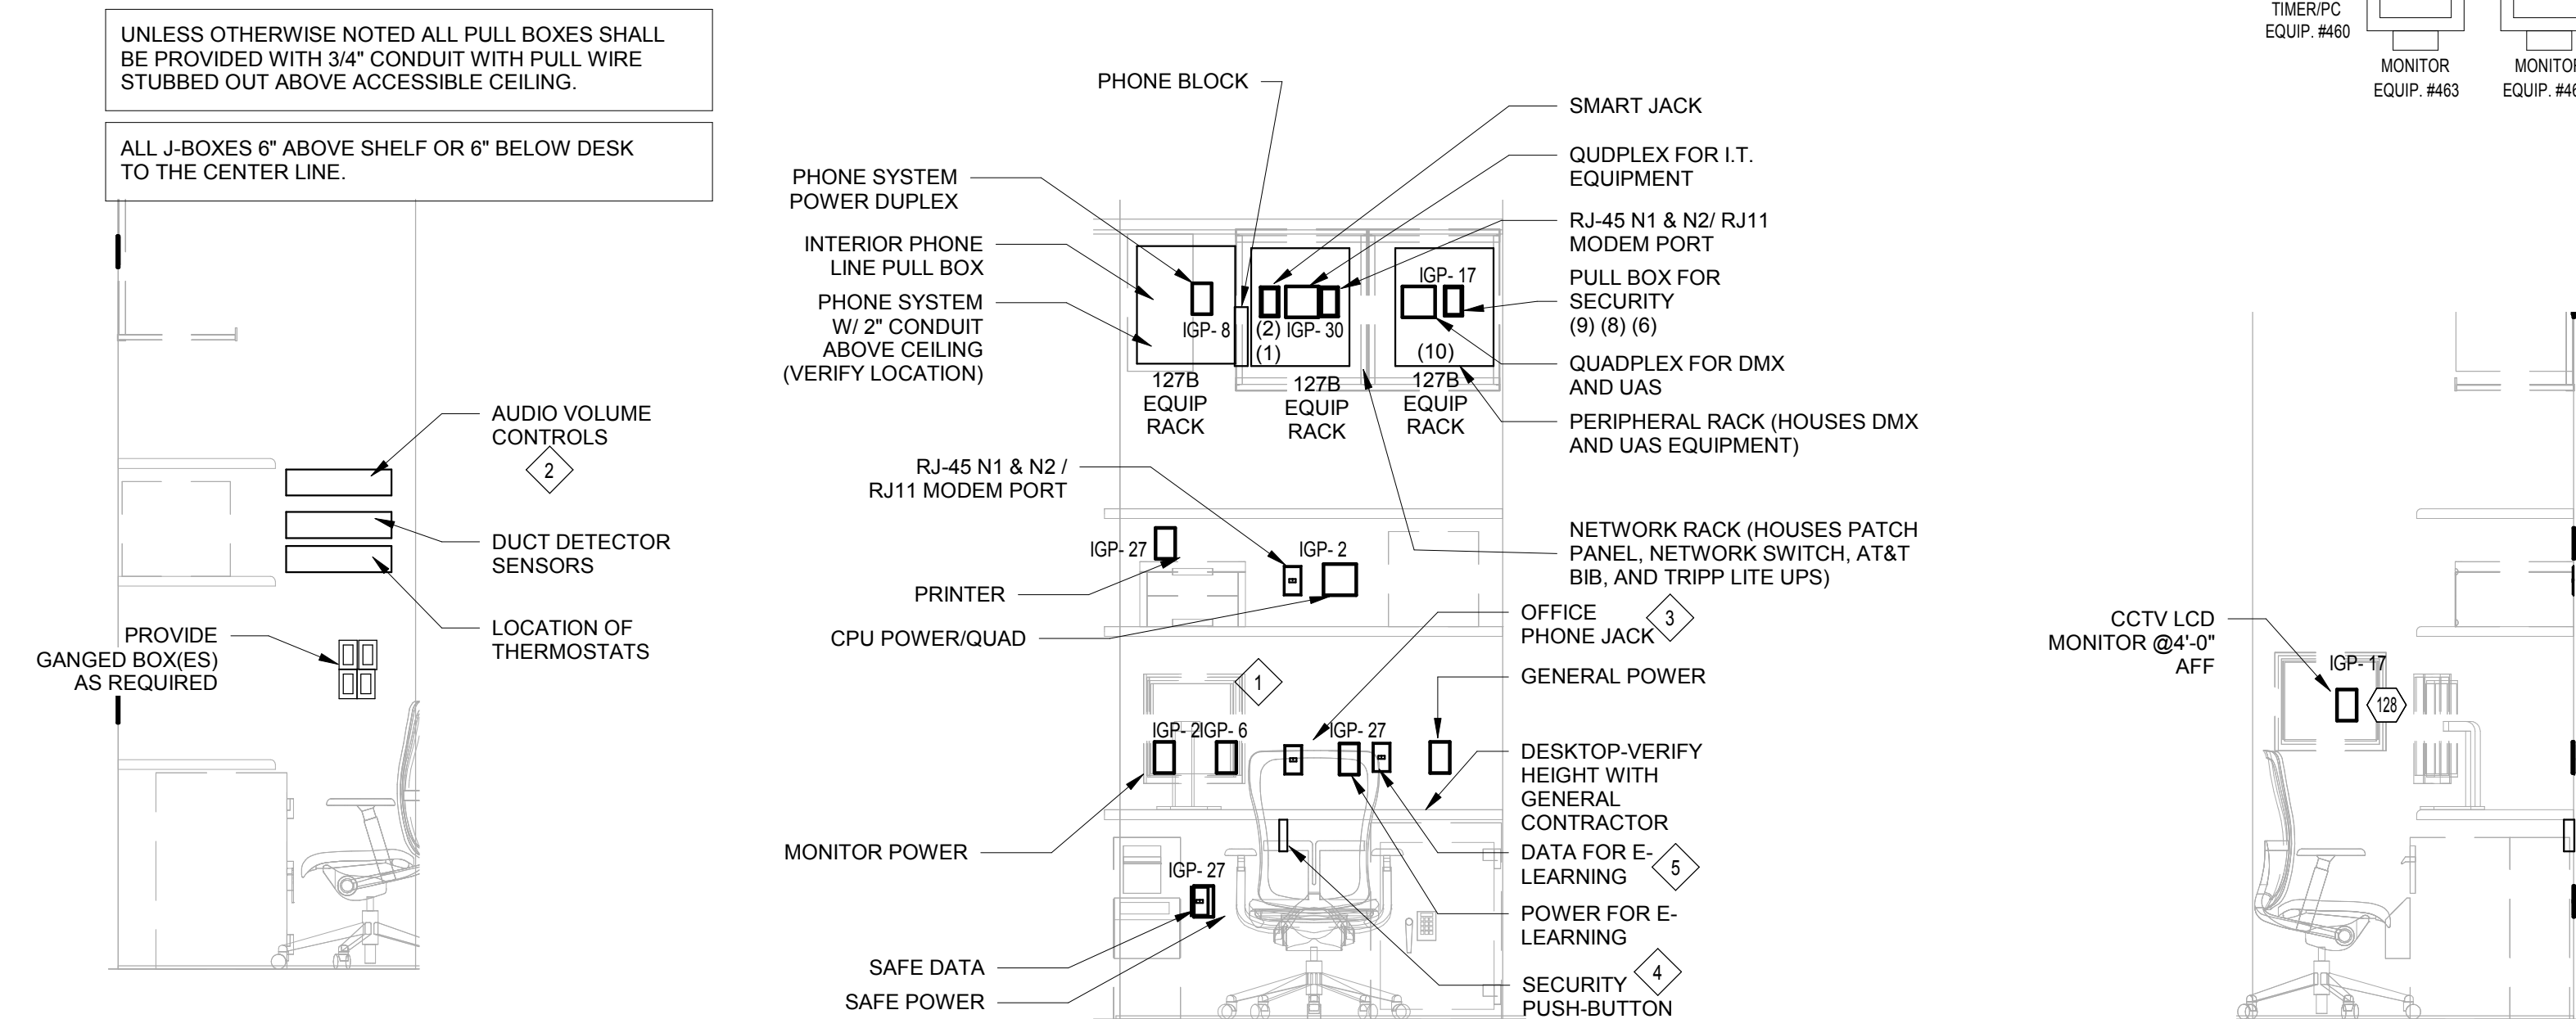 UNLESS OTHERWISE NOTED ALL PULL BOXES SHALL
BE PROVIDED WITH 3/4" CONDUIT WITH PULL WIRE
STUBBED OUT ABOVE ACCESSIBLE CEILING.
ALL J-BOXES 6" ABOVE SHELF OR 6" BELOW DESK
TO THE CENTER LINE.
AUDIO VOLUME
CONTROLS
2
DUCT DETECTOR
SENSORS
LOCATION OF
THERMOSTATS
PROVIDE
GANGED BOX(ES)
AS REQUIRED
PHONE BLOCK
PHONE SYSTEM
POWER DUPLEX
INTERIOR PHONE
LINE PULL BOX
PHONE SYSTEM
W/ 2" CONDUIT
ABOVE CEILING
(VERIFY LOCATION)
IGP- 8
(2)
(1)
IGP- 30
IGP- 17
(10)
127B
EQUIP
RACK
127B
EQUIP
RACK
127B
EQUIP
RACK
SMART JACK
QUDPLEX FOR I.T.
EQUIPMENT
RJ-45 N1 & N2/ RJ11
MODEM PORT
PULL BOX FOR
SECURITY
(9) (8) (6)
QUADPLEX FOR DMX
AND UAS
PERIPHERAL RACK (HOUSES DMX
AND UAS EQUIPMENT)
NETWORK RACK (HOUSES PATCH
PANEL, NETWORK SWITCH, AT&T
BIB, AND TRIPP LITE UPS)
RJ-45 N1 & N2 /
RJ11 MODEM PORT
IGP- 27
IGP- 2
PRINTER
CPU POWER/QUAD
1
OFFICE
PHONE JACK
3
GENERAL POWER
IGP- 2
IGP- 6
IGP- 27
DESKTOP-VERIFY
HEIGHT WITH
GENERAL
CONTRACTOR
MONITOR POWER
DATA FOR E-
LEARNING
5
IGP- 27
POWER FOR E-
LEARNING
SAFE DATA
SAFE POWER
SECURITY
PUSH-BUTTON
4
TIMER/PC
EQUIP. #460
MONITOR
EQUIP. #463
CCTV LCD
MONITOR @4'-0"
AFF
IGP- 17
128